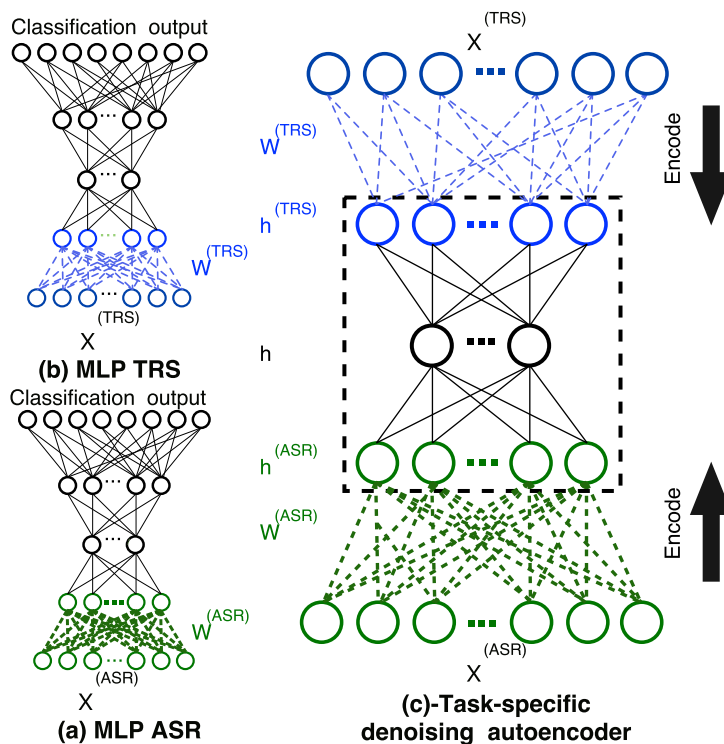 Classification output
W(TRS)
(TRS)
X
(b) MLP TRS
Classification output
W(ASR)
(ASR)
X
(a) MLP ASR
(TRS)
X
W(TRS)
Encode
h(TRS)
h
h(ASR)
W(ASR)
Encode
(ASR)
X
(c)-Task-specific
denoising autoencoder